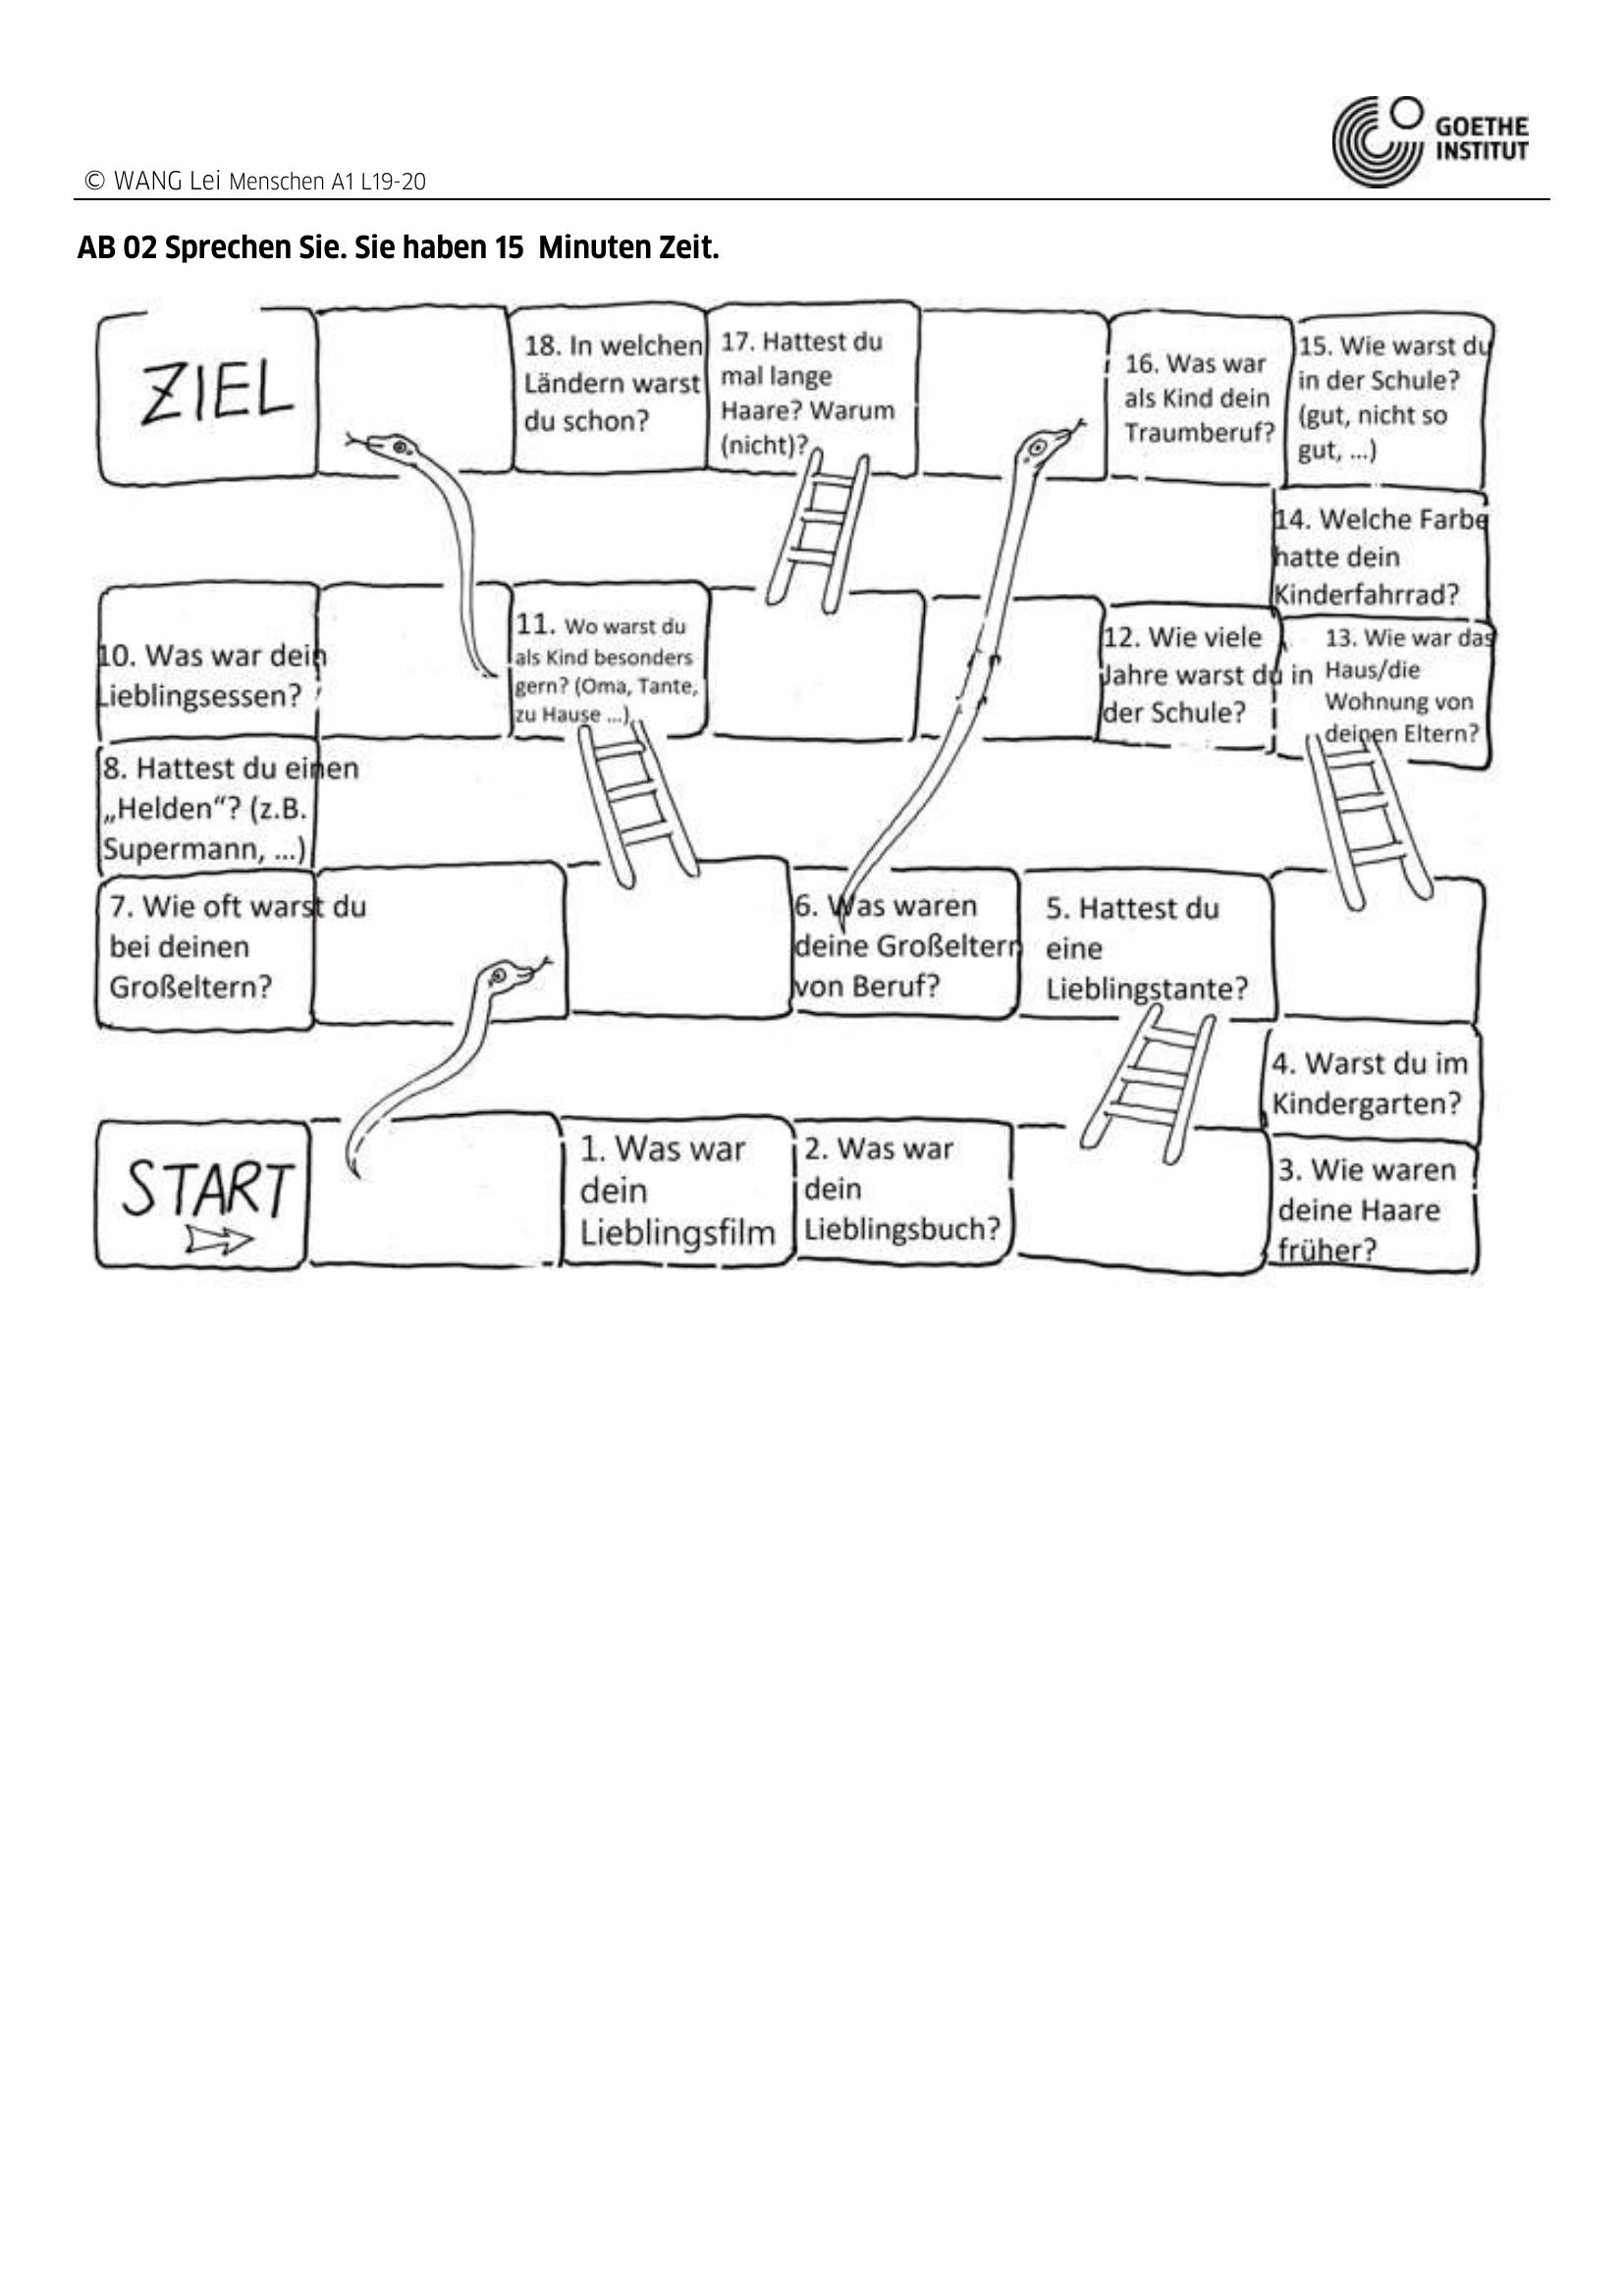 GOETHE
INSTITUT
© WANG Lei Menschen A1 L19-20
AB 02 Sprechen Sie. Sie haben 15  Minuten Zeit.
ZIEL
18. In welchen
Ländern warst
du schon?
17. Hattest du
mal lange
Haare? Warum
(nicht)?
16. Was war
als Kind dein
Traumberuf?
15. Wie warst du
in der Schule?
(gut, nicht so
gut, ...)
14. Welche Farbe
hatte dein
Kinderfahrrad?
10. Was war dein
Lieblingsessen?
11. Wo warst du
als Kind besonders
gern? (Oma, Tante,
zu Hause ...)
12. Wie viele
Jahre warst du in
der Schule?
13. Wie war das
Haus/die
Wohnung von
deinen Eltern?
8. Hattest du einen
„Helden“? (z.B.
Supermann, ...)
7. Wie oft warst du
bei deinen
Großeltern?
6. Was waren
deine Großeltern
von Beruf?
5. Hattest du
eine
Lieblingstante?
4. Warst du im
Kindergarten?
START
1. Was war
dein
Lieblingsfilm
2. Was war
dein
Lieblingsbuch?
3. Wie waren
deine Haare
früher?